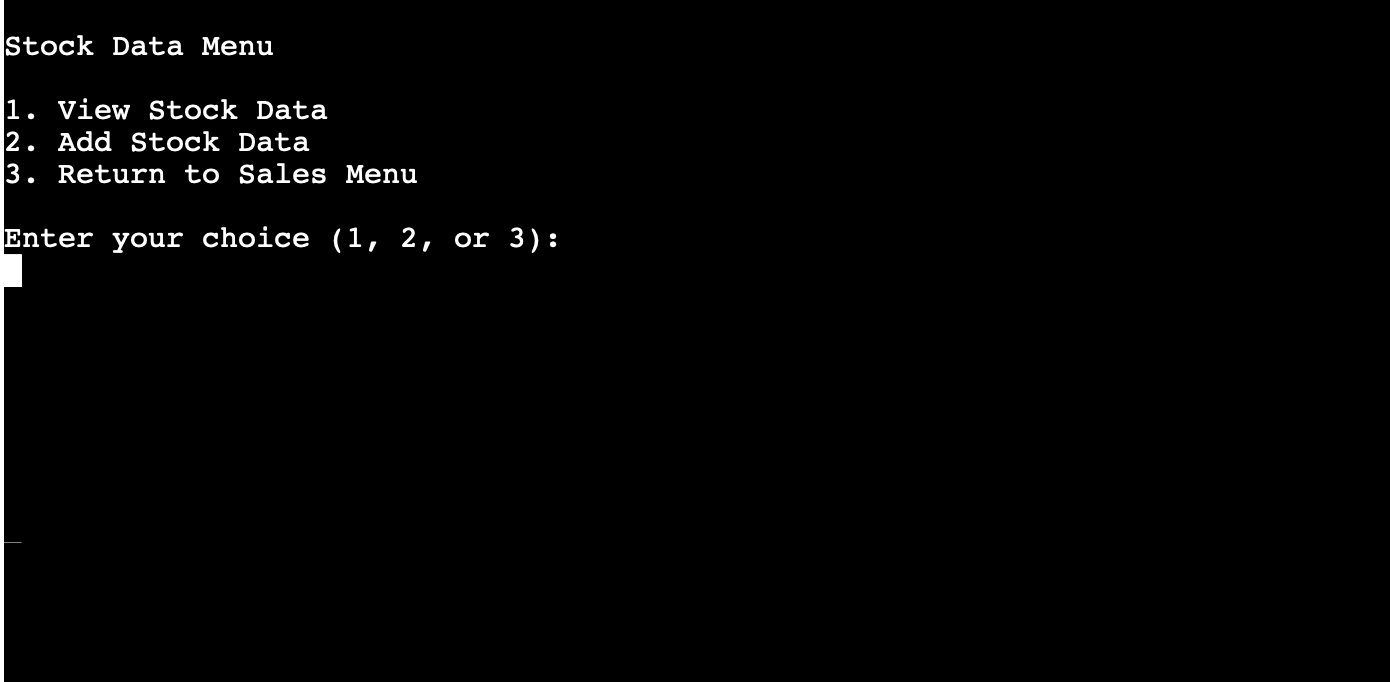 Stock Data Menu
1. View Stock Data
2. Add Stock Data
3. Return to Sales Menu
Enter your choice (1, 2, or 3):